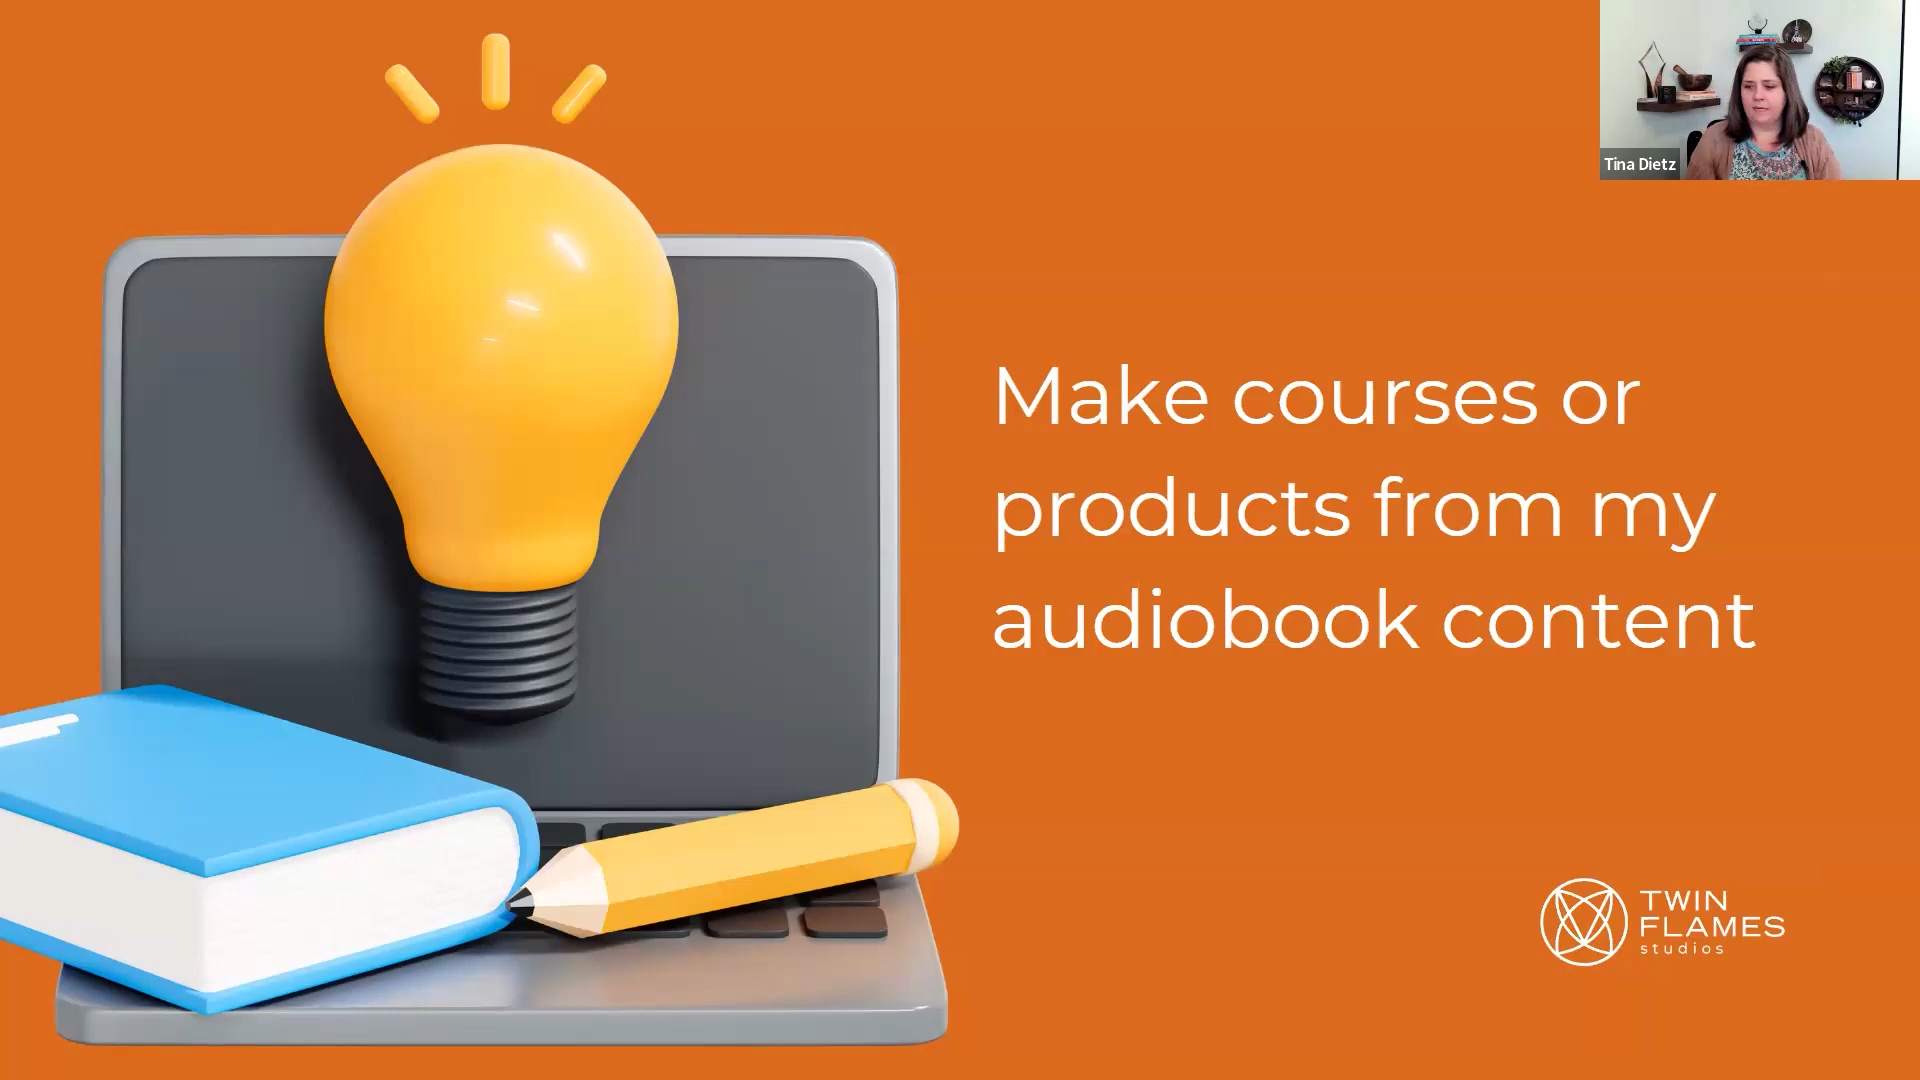 Tina Dietz
Make courses or
products from my
audiobook content
TWIN
FLAMES
studios